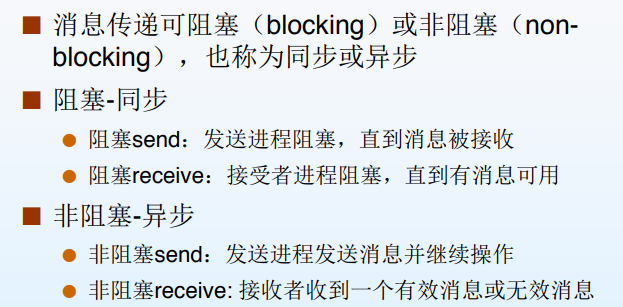 消息传递可阻塞（blocking）或非阻塞（non-
blocking），也称为同步或异步
阻塞-同步
阻塞send：发送进程阻塞，直到消息被接收
阻塞receive：接受者进程阻塞，直到有消息可用
非阻塞-异步
非阻塞send：发送进程发送消息并继续操作
非阻塞receive: 接收者收到一个有效消息或无效消息